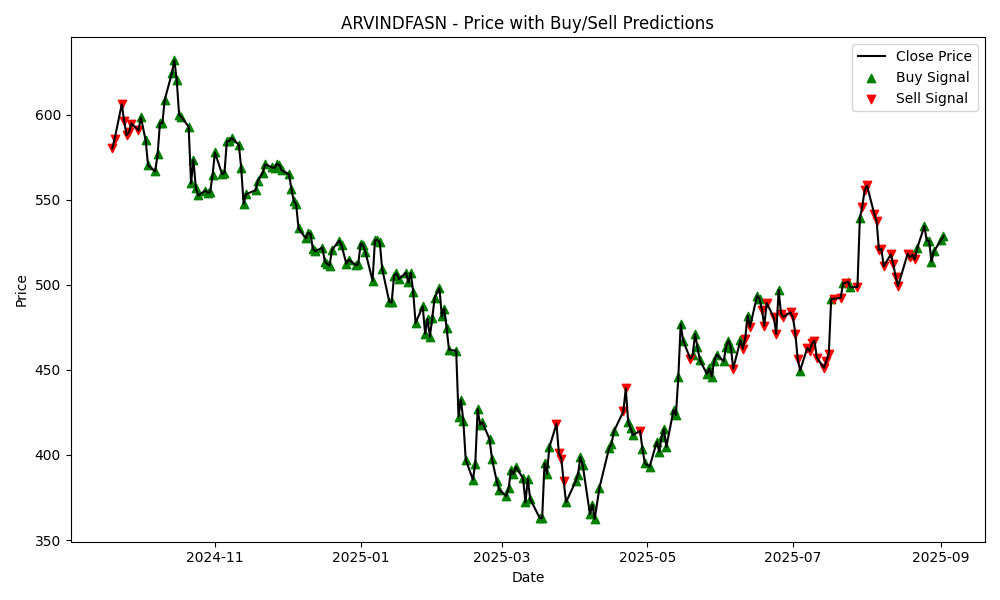 ARVINDFASN - Price with Buy/Sell Predictions
Close Price
Buy Signal
Sell Signal
Price
600
550
500
450
400
350
2024-11
2025-01
2025-03
2025-05
2025-07
2025-09
Date